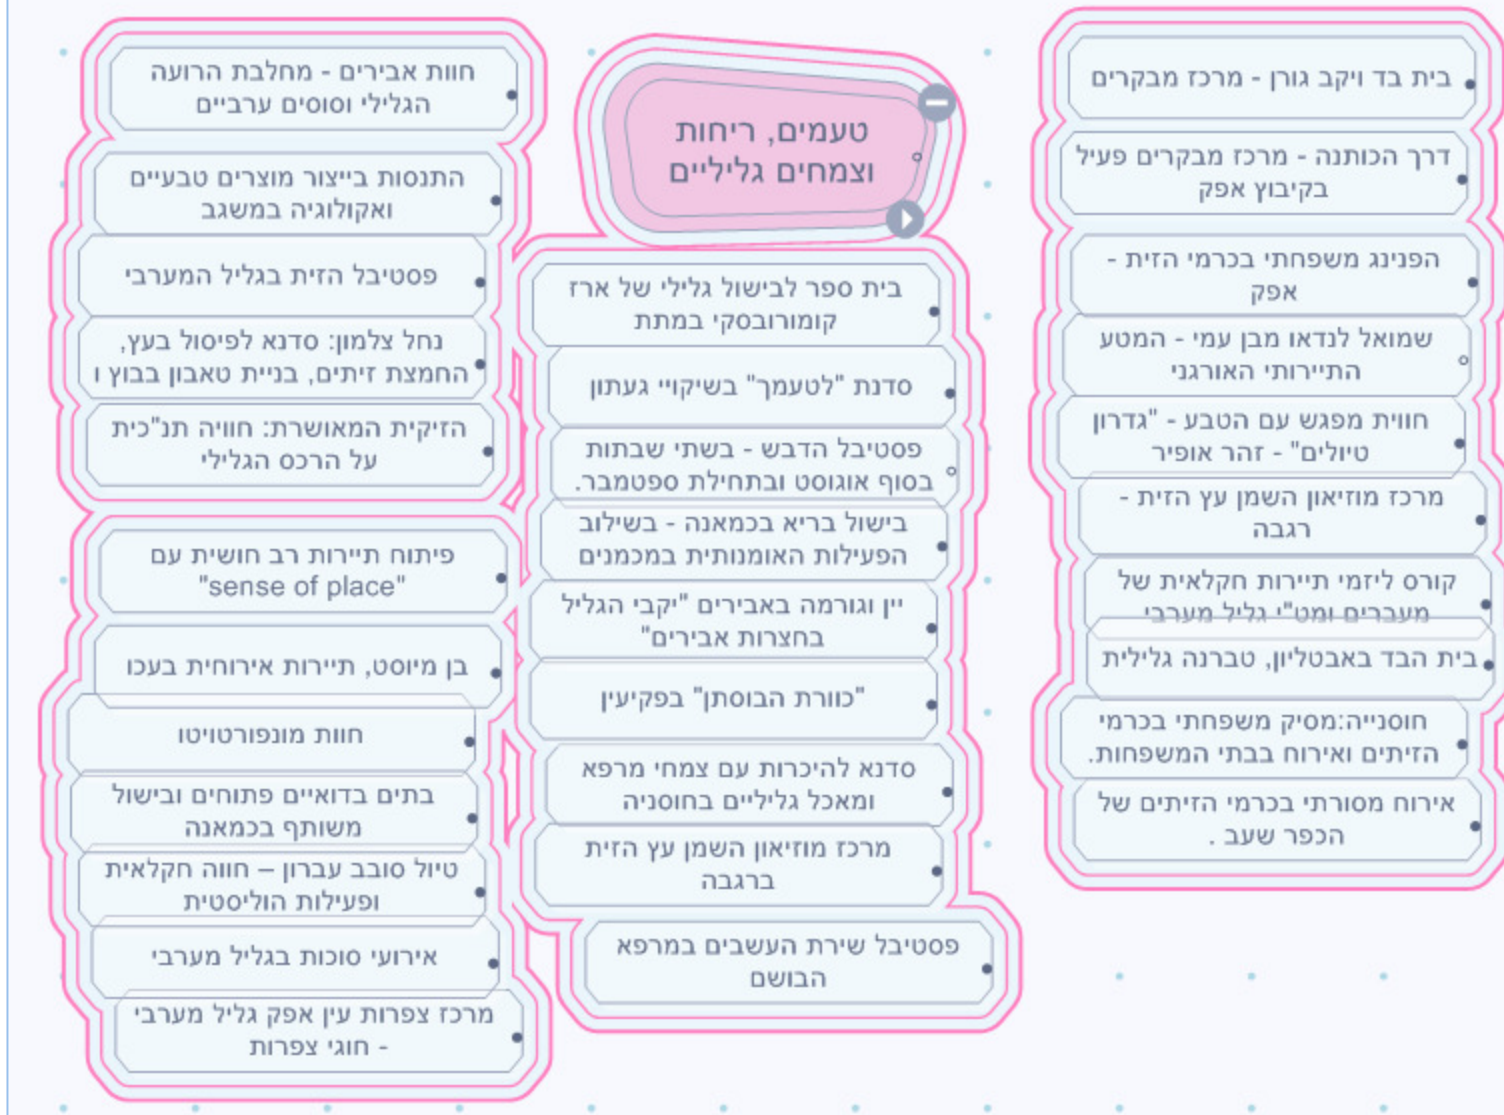 טעמים, ריחות
וצמחים גליליים
בית בד ויקב גורן - מרכז מבקרים
דרך הכותנה - מרכז מבקרים פעיל
בקיבוץ אפק
הפנינג משפחתי בכרמי הזית -
אפק
שמואל לנדאו מבן עמי - המטע
התיירותי האורגני
חווית מפגש עם הטבע - "גדרון
טיולים" - זהר אופיר
מרכז מוזיאון השמן עץ הזית -
רגבה
קורס ליזמי תיירות חקלאית של
מעברים ומט"י גליל מערבי
בית הבד באבטליון, טברנה גלילית
חוסנייה:מסיק משפחתי בכרמי
הזיתים ואירוח בבתי המשפחות.
אירוח מסורתי בכרמי הזיתים של
הכפר שעב .
בית ספר לבישול גלילי של ארז
קומורובסקי במתת
סדנת "לטעמך" בשיקויי געתון
פסטיבל הדבש - בשתי שבתות
בסוף אוגוסט ובתחילת ספטמבר.
בישול בריא בכמאנה - בשילוב
הפעילות האומנותית במכמנים
יין וגורמה באבירים "יקבי הגליל
בחצרות אבירים"
"כוורת הבוסתן" בפקיעין
סדנא להיכרות עם צמחי מרפא
ומאכל גליליים בחוסניה
מרכז מוזיאון השמן עץ הזית
ברגבה
פסטיבל שירת העשבים במרפא
הבושם
חוות אבירים - מחלבת הרועה
הגלילי וסוסים ערביים
התנסות בייצור מוצרים טבעיים
ואקולוגיה במשגב
פסטיבל הזית בגליל המערבי
נחל צלמון: סדנא לפיסול בעץ,
החמצת זיתים, בניית טאבון בבוץ ו
הזיקית המאושרת: חוויה תנ"כית
על הרכס הגלילי
פיתוח תיירות רב חושית עם
"sense of place"
בן מיוסט, תיירות אירוחית בעכו
חוות מונפורטויטו
בתים בדואיים פתוחים ובישול
משותף בכמאנה
טיול סובב עברון – חווה חקלאית
ופעילות הוליסטית
אירועי סוכות בגליל מערבי
מרכז צפרות עין אפק גליל מערבי
- חוגי צפרות